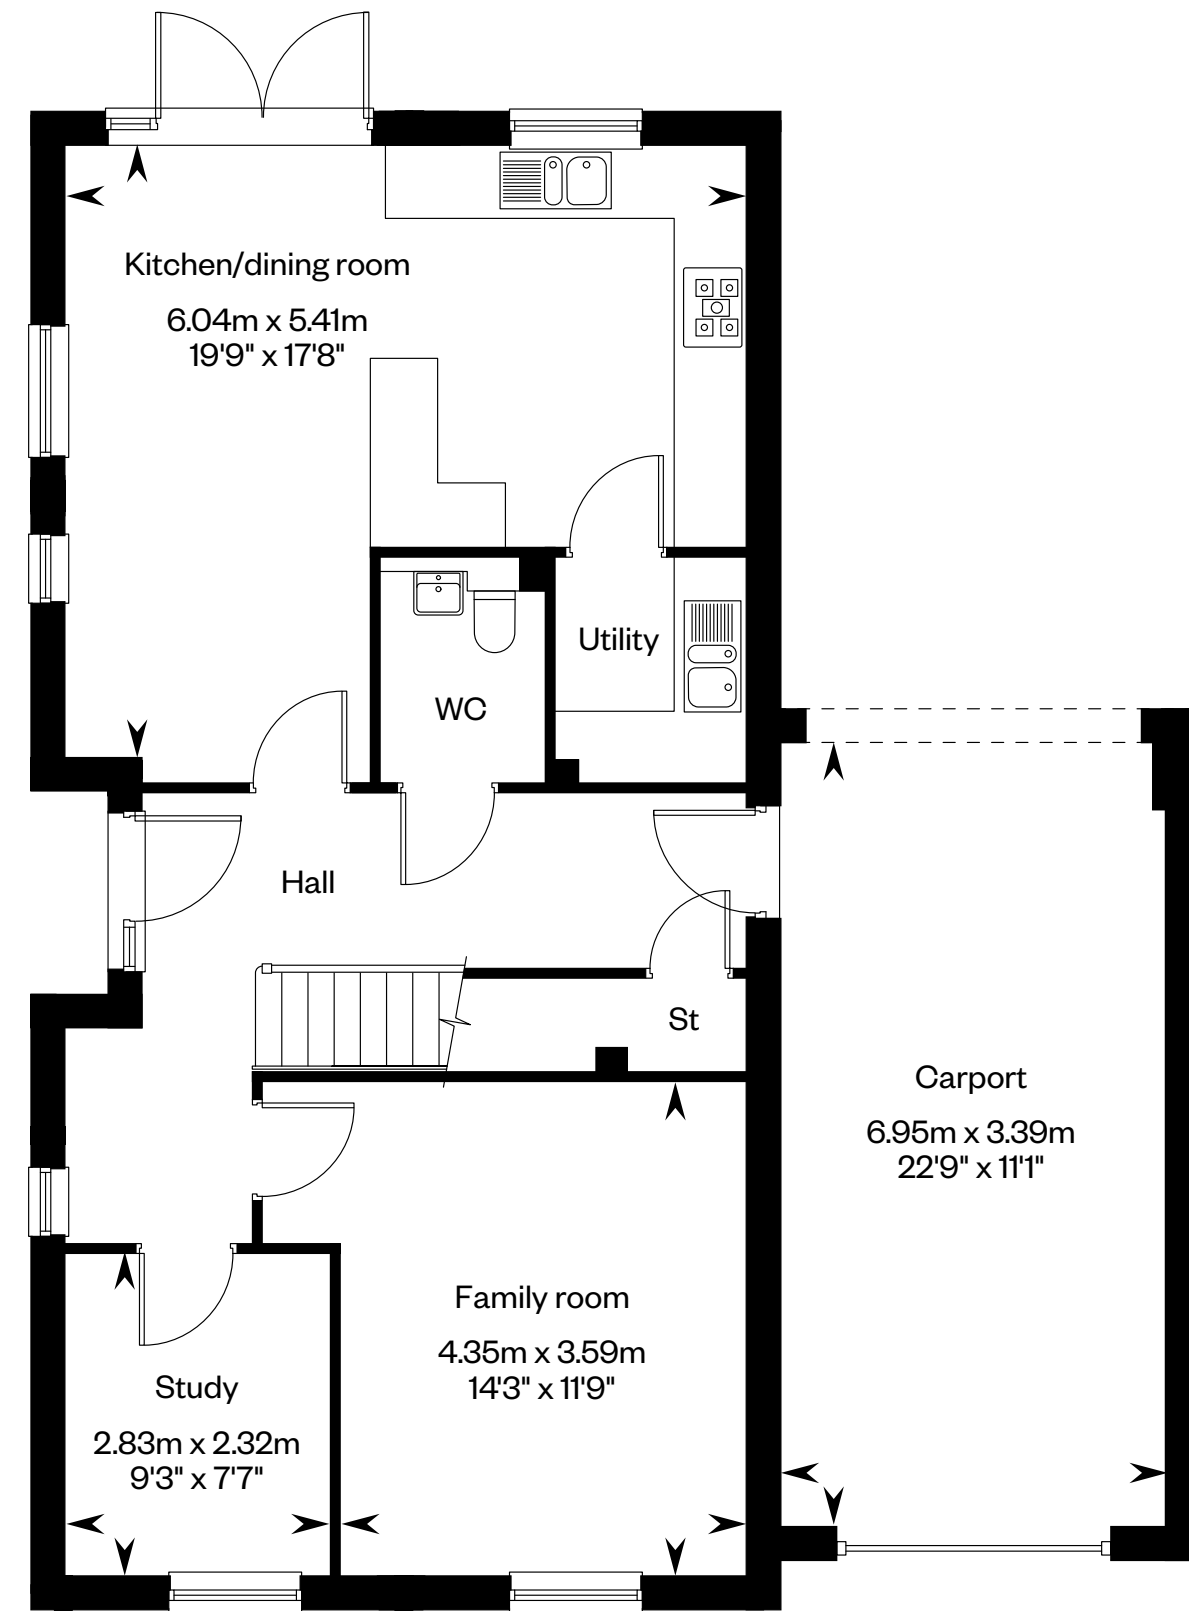 Kitchen/dining room
6.04m x 5.41m
19'9" x 17'8"
Utility
WC
Hall
St
Carport
6.95m x 3.39m
22'9" x 11'1"
Family room
4.35m x 3.59m
14'3" x 11'9"
Study
2.83m x 2.32m
9'3" x 7'7"